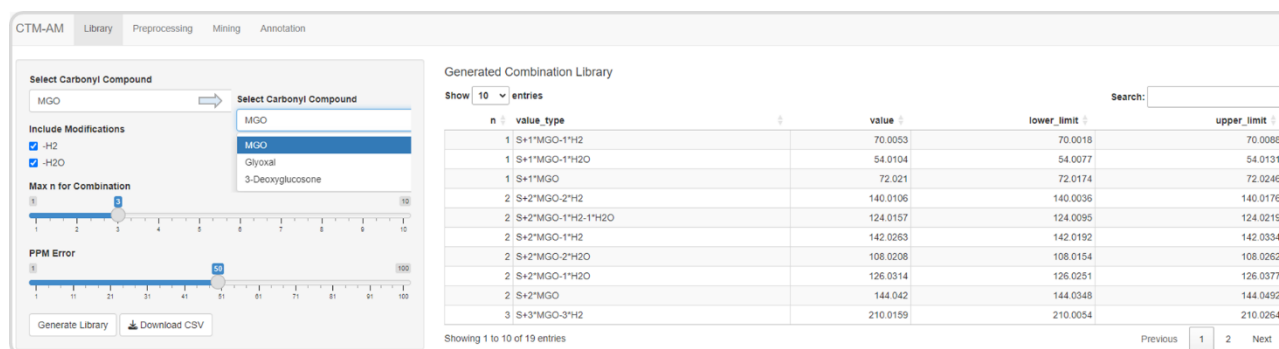 CTM-AM Library Preprocessing Mining Annotation
Select Carbonyl Compound
MGO
Select Carbonyl Compound
MGO
MGO
Glyoxal
3-Deoxyglucosone
Include Modifications
-H2
-H2O
Max n for Combination
1 3 10
1 2 3 4 5 6 7 8 9 10
PPM Error
1 50 100
1 11 21 31 41 51 61 71 81 91 100
Generate Library Download CSV
Generated Combination Library
Show 10 entries Search:
n value_type value lower_limit upper_limit
1 S+1*MGO-1*H2 70.0053 70.0018 70.0088
1 S+1*MGO-1*H2O 54.0104 54.0077 54.0131
1 S+1*MGO 72.021 72.0174 72.0246
2 S+2*MGO-2*H2 140.0106 140.0036 140.0176
2 S+2*MGO-1*H2-1*H2O 124.0157 124.0095 124.0219
2 S+2*MGO-1*H2 142.0263 142.0192 142.0334
2 S+2*MGO-2*H2O 108.0208 108.0154 108.0262
2 S+2*MGO-1*H2O 126.0314 126.0251 126.0377
2 S+2*MGO 144.042 144.0348 144.0492
3 S+3*MGO-3*H2 210.0159 210.0054 210.0264
Showing 1 to 10 of 19 entries Previous 1 2 Next